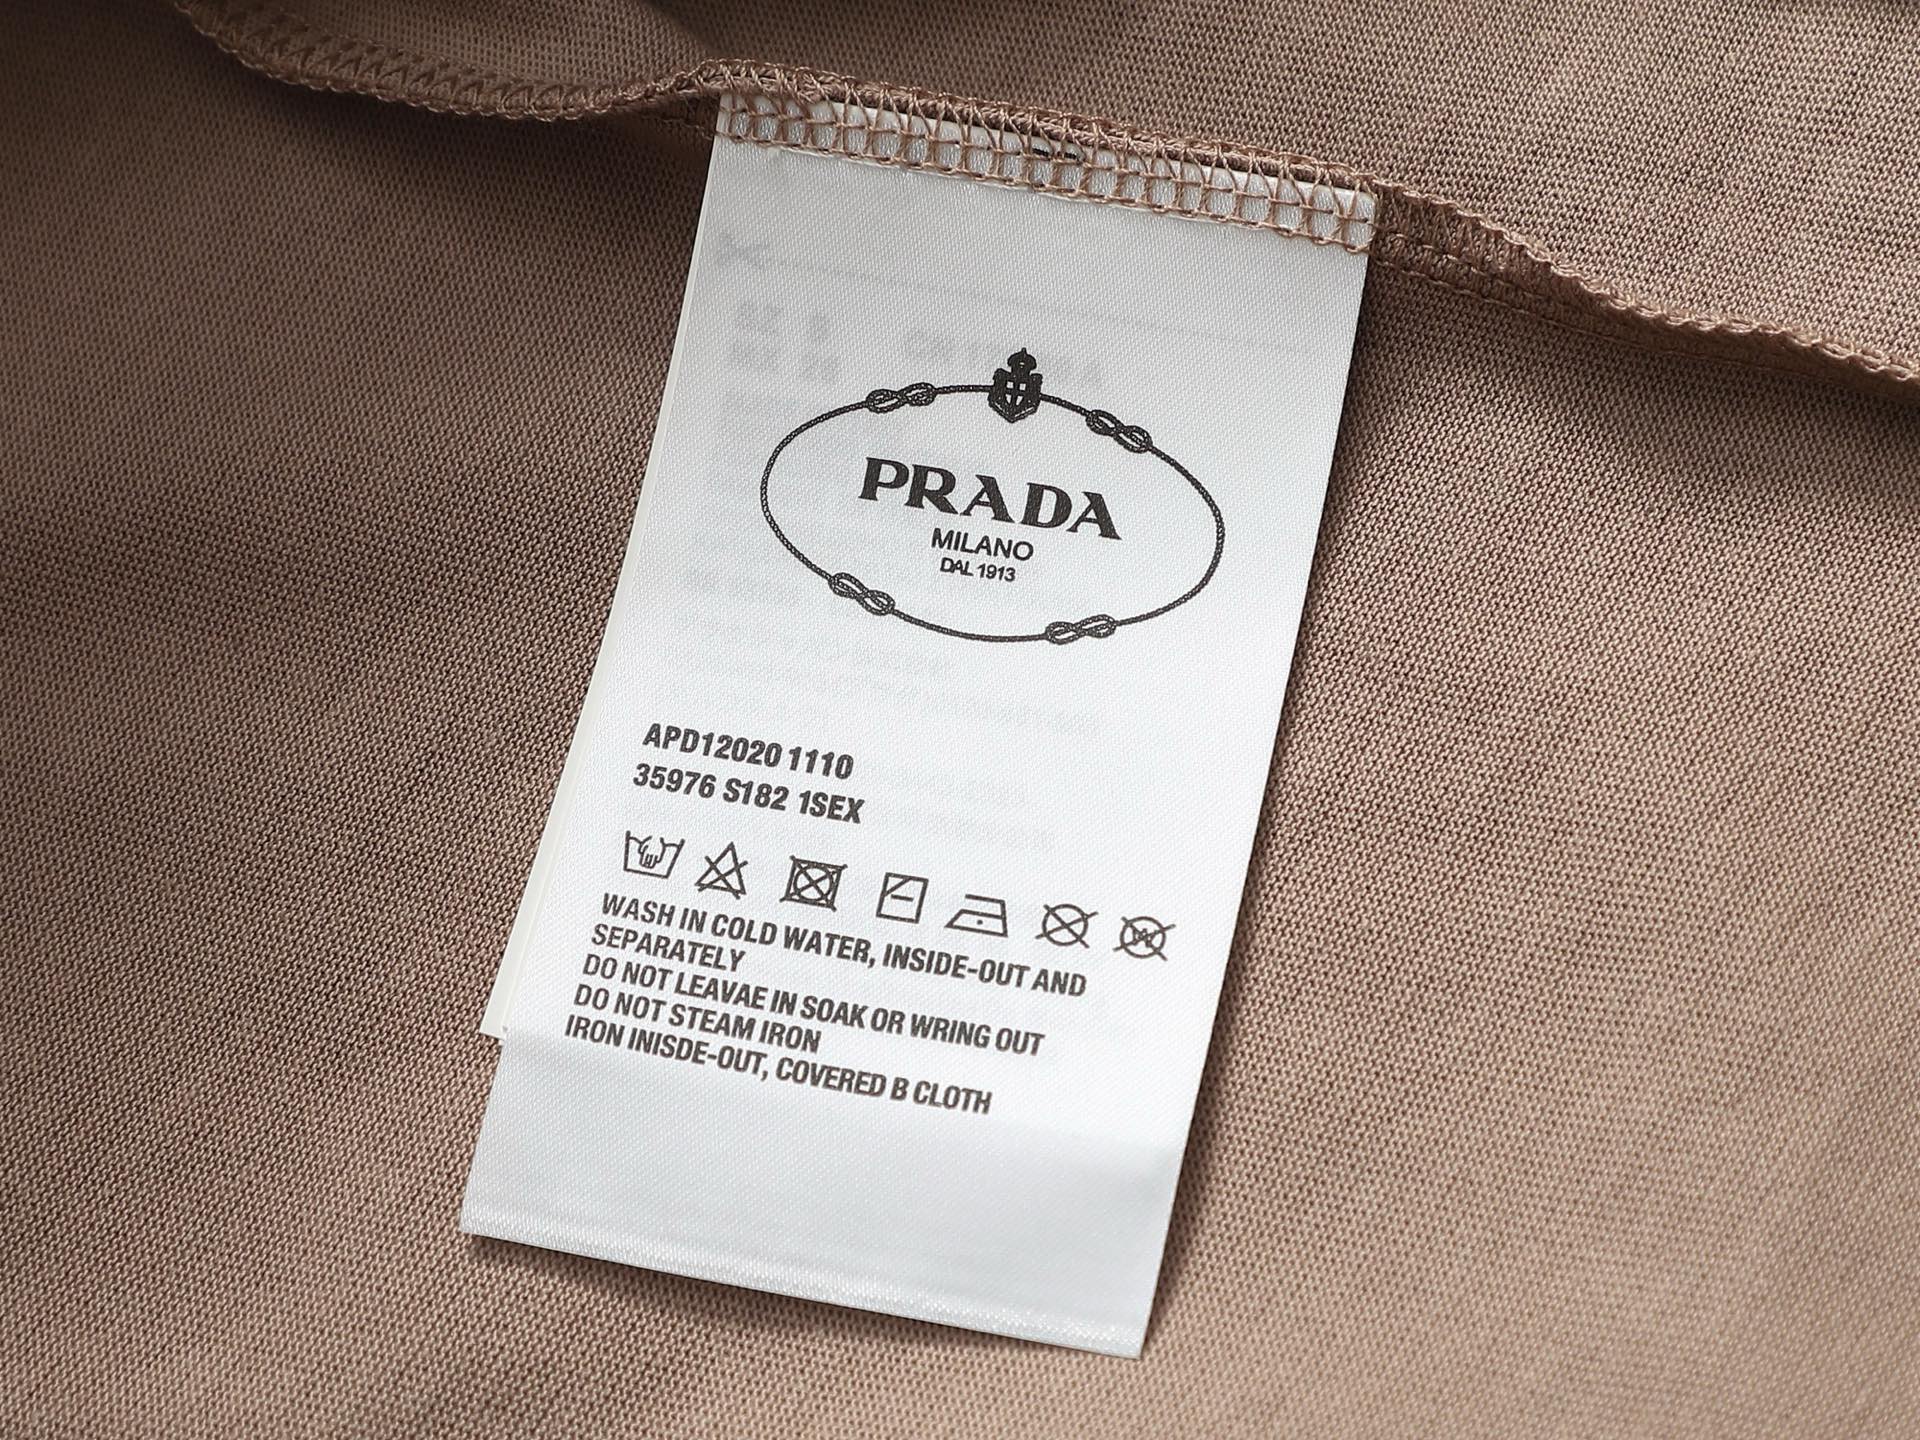 PRADA
MILANO
DAL 1913
APD12020 1110
35976 S182 1SEX
WASH IN COLD WATER, INSIDE-OUT AND
SEPARATELY
DO NOT LEAVAE IN SOAK OR WRING OUT
DO NOT STEAM IRON
IRON INISDE-OUT, COVERED B CLOTH